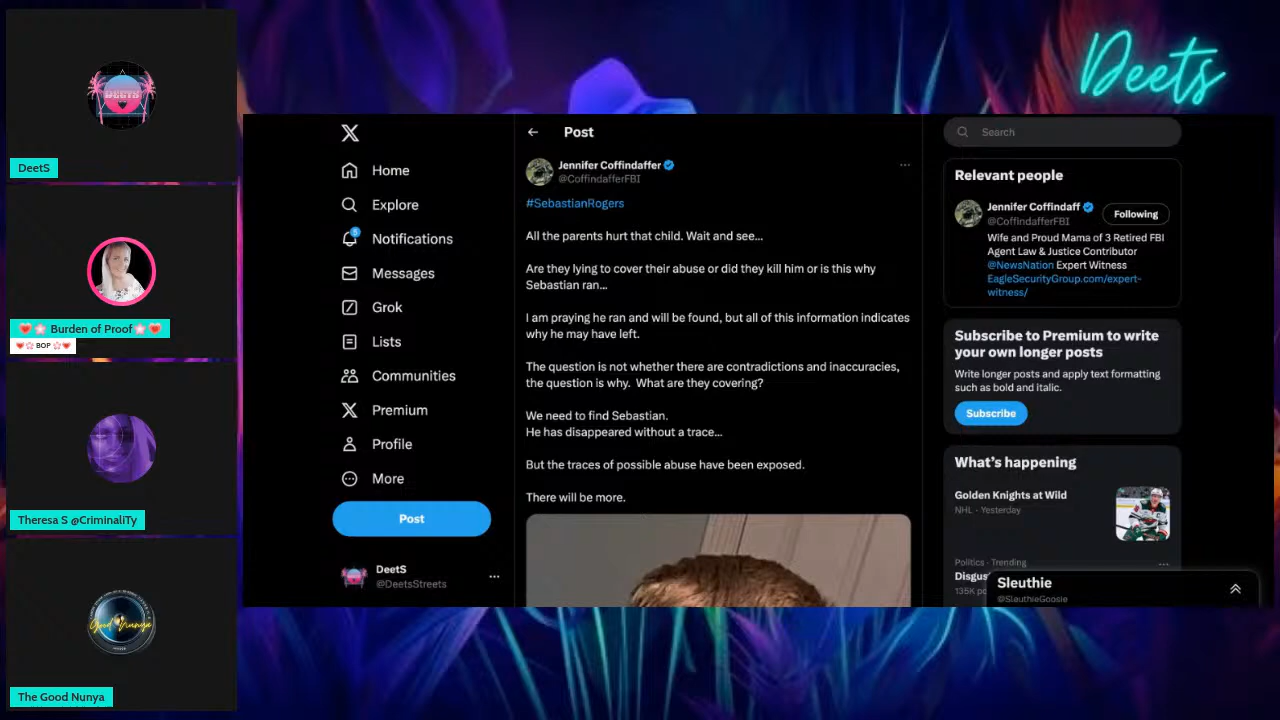 Deets
DEETS
DeetS
❤️🌸 Burden of Proof🌸❤️
❤️🌸 BOP 🌸❤️
Theresa S @CriminaliTy
Good Nunya
The Good Nunya
Home
Explore
5
Notifications
Messages
Grok
Lists
Communities
Premium
Profile
More
Post
DeetS
@DeetsStreets
Post
Jennifer Coffindaffer
@CoffindafferFBI
#SebastianRogers
All the parents hurt that child. Wait and see...
Are they lying to cover their abuse or did they kill him or is this why
Sebastian ran...
I am praying he ran and will be found, but all of this information indicates
why he may have left.
The question is not whether there are contradictions and inaccuracies,
the question is why.  What are they covering?
We need to find Sebastian.
He has disappeared without a trace...
But the traces of possible abuse have been exposed.
There will be more.
Search
Relevant people
Jennifer Coffindaff
@CoffindafferFBI
Following
Wife and Proud Mama of 3 Retired FBI
Agent Law & Justice Contributor
@NewsNation Expert Witness
EagleSecurityGroup.com/expert-
witness/
Subscribe to Premium to write
your own longer posts
Write longer posts and apply text formatting
such as bold and italic.
Subscribe
What's happening
Golden Knights at Wild
NHL · Yesterday
Politics · Trending
Disgus
135K po
Sleuthie
@SleuthieGoosie